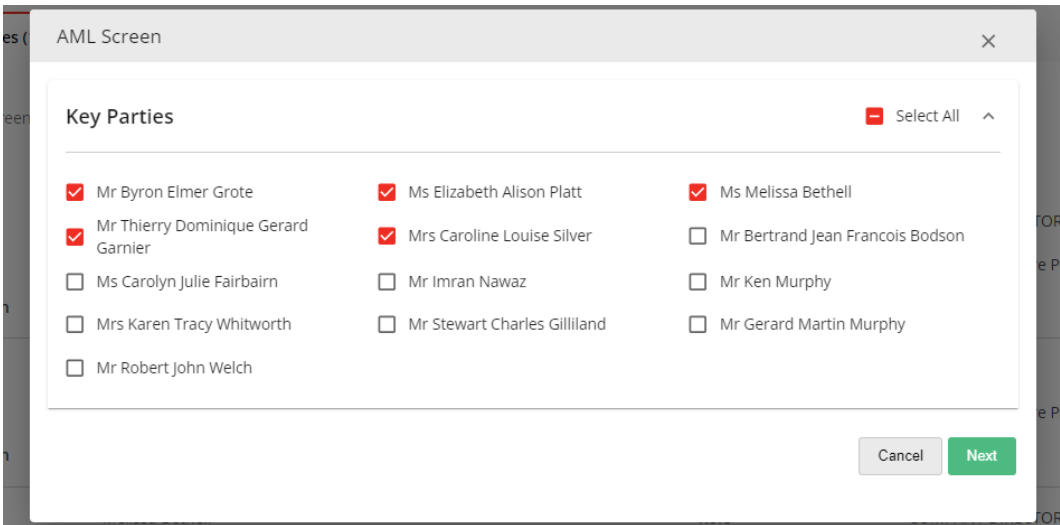 es (
AML Screen
Key Parties
Select All
reen
Mr Byron Elmer Grote
Ms Elizabeth Alison Platt
Ms Melissa Bethell
Mr Thierry Dominique Gerard
Garnier
Mrs Caroline Louise Silver
Mr Bertrand Jean Francois Bodson
TOR
e P
Ms Carolyn Julie Fairbairn
Mr Imran Nawaz
Mr Ken Murphy
n
Mrs Karen Tracy Whitworth
Mr Stewart Charles Gilliland
Mr Gerard Martin Murphy
Mr Robert John Welch
e P
n
Cancel
Next
TOR